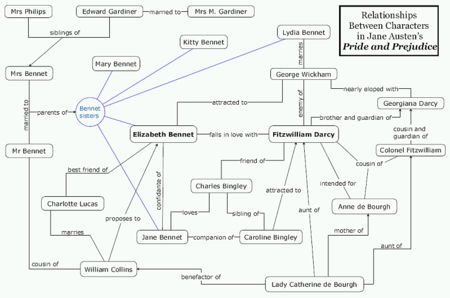 Mrs Philips
Edward Gardiner
married to
Mrs M. Gardiner
Relationships
Between Characters
in Jane Austen's
Pride and Prejudice
siblings of
Lydia Bennet
Kitty Bennet
Mary Bennet
marries
Mrs Bennet
George Wickham
nearly eloped with
married to
parents of
Bennet
sisters
attracted to
enemy of
Georgiana Darcy
brother and guardian of
Elizabeth Bennet
falls in love with
Fitzwilliam Darcy
cousin and
guardian of
Mr Bennet
Colonel Fitzwilliam
best friend of
confidante of
friend of
cousin of
Charles Bingley
intended for
attracted to
Charlotte Lucas
loves
sibling of
Anne de Bourgh
proposes to
aunt of
marries
Jane Bennet
companion of
Caroline Bingley
mother of
aunt of
cousin of
William Collins
benefactor of
Lady Catherine de Bourgh